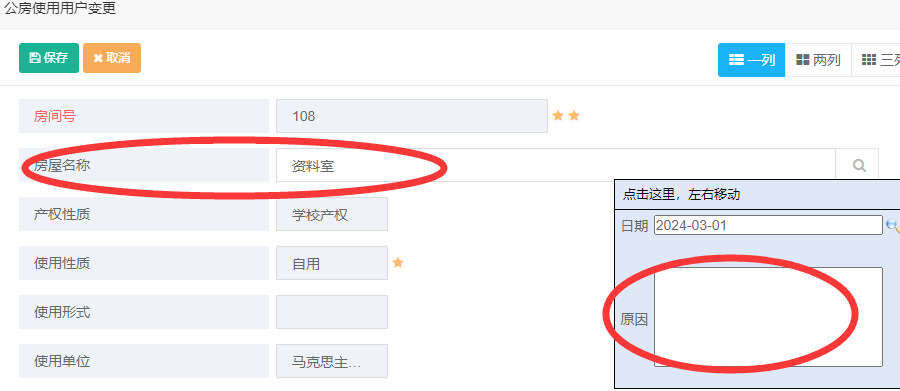 公房使用用户变更
保存 取消 一列 两列 三列
房间号 108
房屋名称 资料室
点击这里，左右移动
产权性质 学校产权
日期 2024-03-01
使用性质 自用
使用形式
原因
使用单位 马克思主...